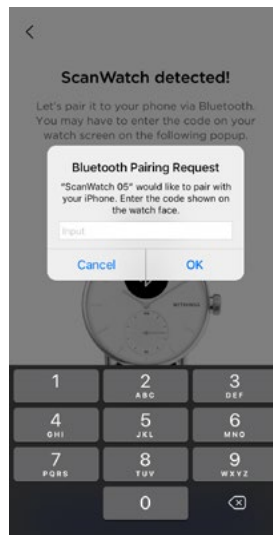 ScanWatch detected!
Let's pair it to your phone via Bluetooth.
You may have to enter the code on your
watch screen on the following popup.
Bluetooth Pairing Request
"ScanWatch 05" would like to pair with
your iPhone. Enter the code shown on
the watch face.
Input
Cancel OK
WITHINGS
1 2 3
ABC DEF
4 5 6
GHI JKL MNO
7 8 9
PQRS TUV WXYZ
0